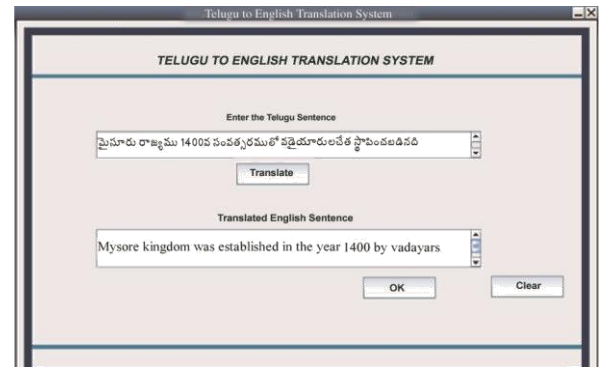 Telugu to English Translation System
TELUGU TO ENGLISH TRANSLATION SYSTEM
Enter the Telugu Sentence
మైసూరు రాజ్యము 1400వ సంవత్సరములో వడైయారులచేత స్థాపించబడినది
Translate
Translated English Sentence
Mysore kingdom was established in the year 1400 by vadayars
OK Clear